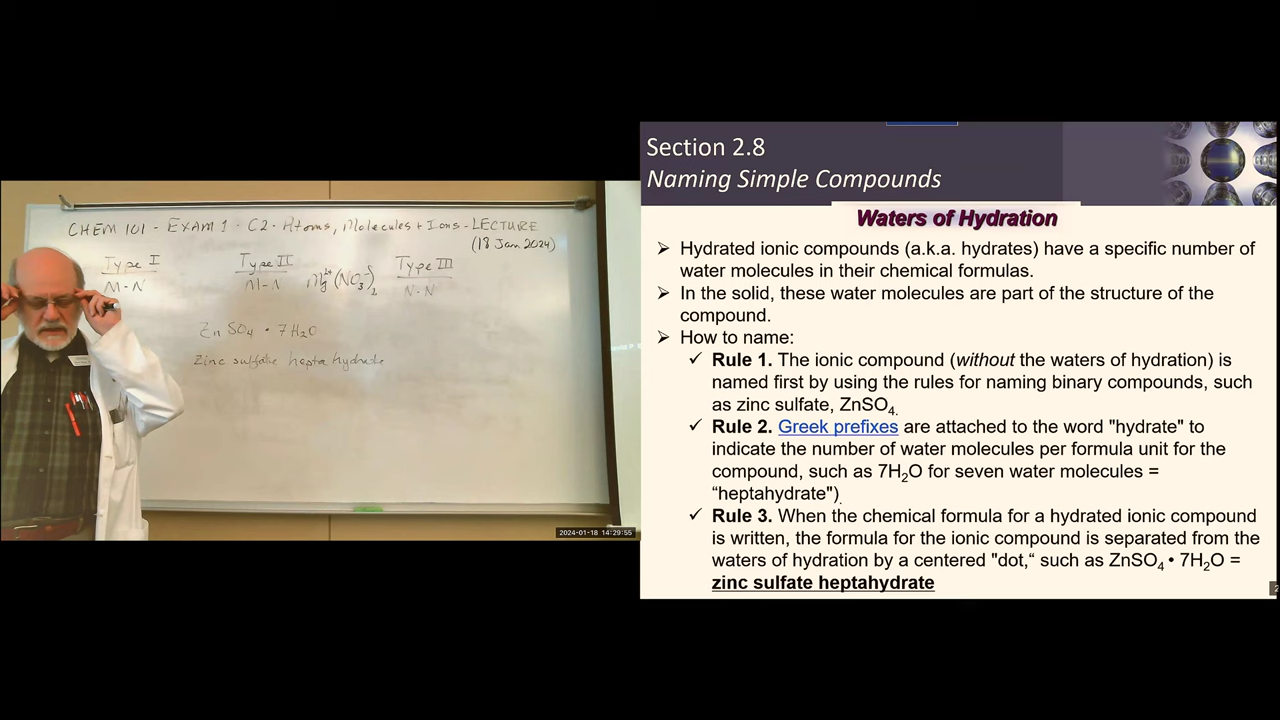 CHEM 101 - EXAM 1 - C2 - Atoms, Molecules + Ions - LECTURE
(18 Jan 2024)
Type I
Type II
Type III
M-N
M-N
Mg²⁺(NO₃⁻)₂
N-N
ZnSO₄ • 7H₂O
Zinc sulfate heptahydrate
2024-01-18 14:29:55
Section 2.8
Naming Simple Compounds
Waters of Hydration
➢ Hydrated ionic compounds (a.k.a. hydrates) have a specific number of
water molecules in their chemical formulas.
➢ In the solid, these water molecules are part of the structure of the
compound.
➢ How to name:
✓ Rule 1. The ionic compound (without the waters of hydration) is
named first by using the rules for naming binary compounds, such
as zinc sulfate, ZnSO₄.
✓ Rule 2. Greek prefixes are attached to the word "hydrate" to
indicate the number of water molecules per formula unit for the
compound, such as 7H₂O for seven water molecules =
“heptahydrate").
✓ Rule 3. When the chemical formula for a hydrated ionic compound
is written, the formula for the ionic compound is separated from the
waters of hydration by a centered "dot,“ such as ZnSO₄ • 7H₂O =
zinc sulfate heptahydrate
2